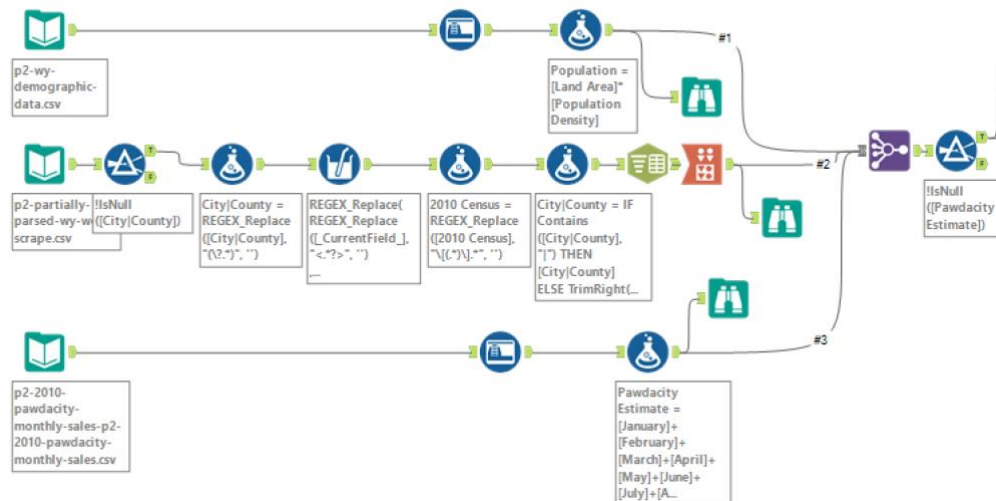 p2-wy-
demographic-
data.csv
Population =
[Land Area]*
[Population
Density]
#1
T
F
p2-partially-
parsed-wy-w
scrape.csv
!IsNull
([City|County])
City|County =
REGEX_Replace
([City|County],
"(\?.*)", ``)
REGEX_Replace(
REGEX_Replace
([_CurrentField_],
"<.*?>", ``)
,...
2010 Census =
REGEX_Replace
([2010 Census],
"\[(.*)\].*", ``)
City|County = IF
Contains
([City|County],
"|") THEN
[City|County]
ELSE TrimRight(...
#2
T
F
!IsNull
([Pawdacity
Estimate])
p2-2010-
pawdacity-
monthly-sales-p2-
2010-pawdacity-
monthly-sales.csv
Pawdacity
Estimate =
[January]+
[February]+
[March]+[April]+
[May]+[June]+
[July]+[A...
#3